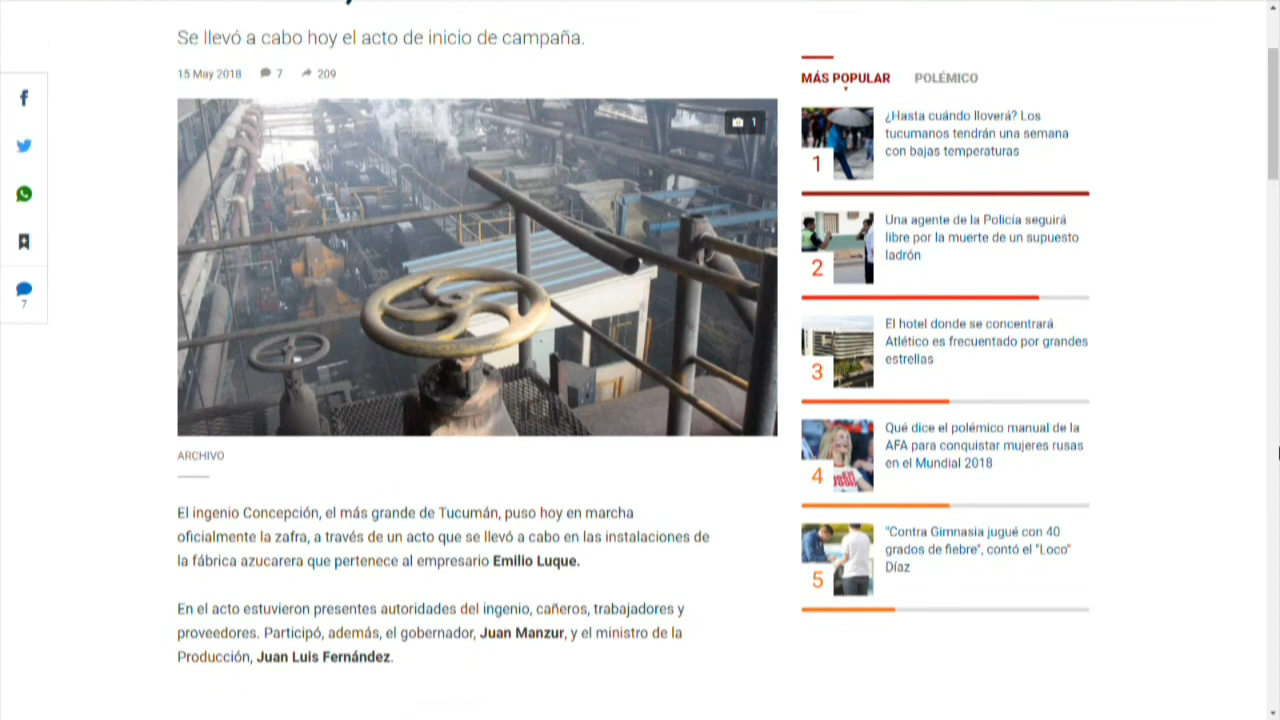 Se llevó a cabo hoy el acto de inicio de campaña.
15 May 2018 7 209
1
ARCHIVO
El ingenio Concepción, el más grande de Tucumán, puso hoy en marcha
oficialmente la zafra, a través de un acto que se llevó a cabo en las instalaciones de
la fábrica azucarera que pertenece al empresario Emilio Luque.
En el acto estuvieron presentes autoridades del ingenio, cañeros, trabajadores y
proveedores. Participó, además, el gobernador, Juan Manzur, y el ministro de la
Producción, Juan Luis Fernández.
7
MÁS POPULAR POLÉMICO
1
¿Hasta cuándo lloverá? Los
tucumanos tendrán una semana
con bajas temperaturas
2
Una agente de la Policía seguirá
libre por la muerte de un supuesto
ladrón
3
El hotel donde se concentrará
Atlético es frecuentado por grandes
estrellas
4
Qué dice el polémico manual de la
AFA para conquistar mujeres rusas
en el Mundial 2018
5
"Contra Gimnasia jugué con 40
grados de fiebre", contó el "Loco"
Díaz